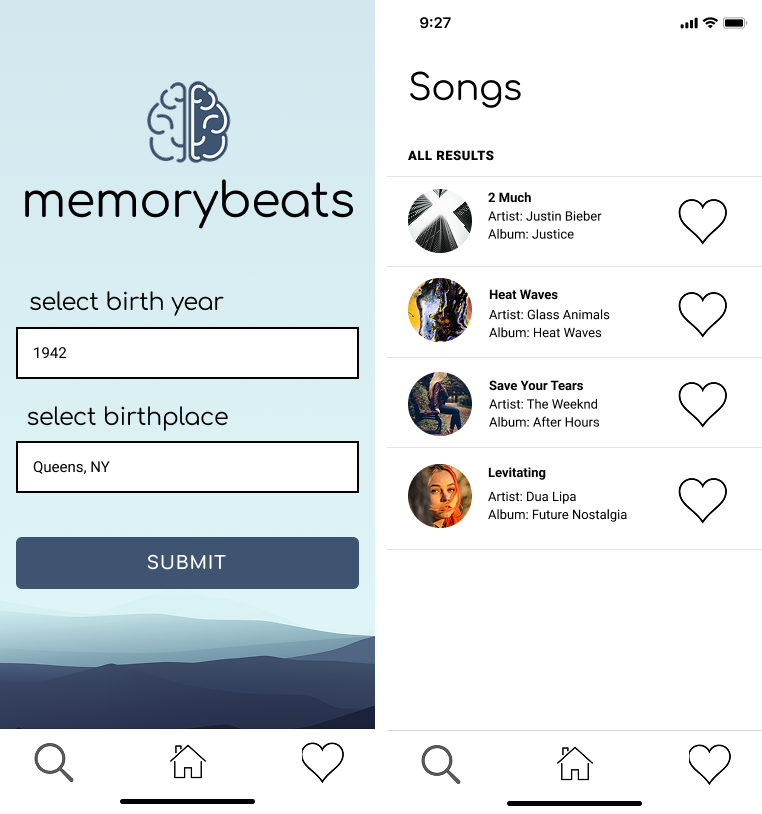 memorybeats
select birth year
1942
select birthplace
Queens, NY
SUBMIT
9:27
Songs
ALL RESULTS
2 Much
Artist: Justin Bieber
Album: Justice
Heat Waves
Artist: Glass Animals
Album: Heat Waves
Save Your Tears
Artist: The Weeknd
Album: After Hours
Levitating
Artist: Dua Lipa
Album: Future Nostalgia